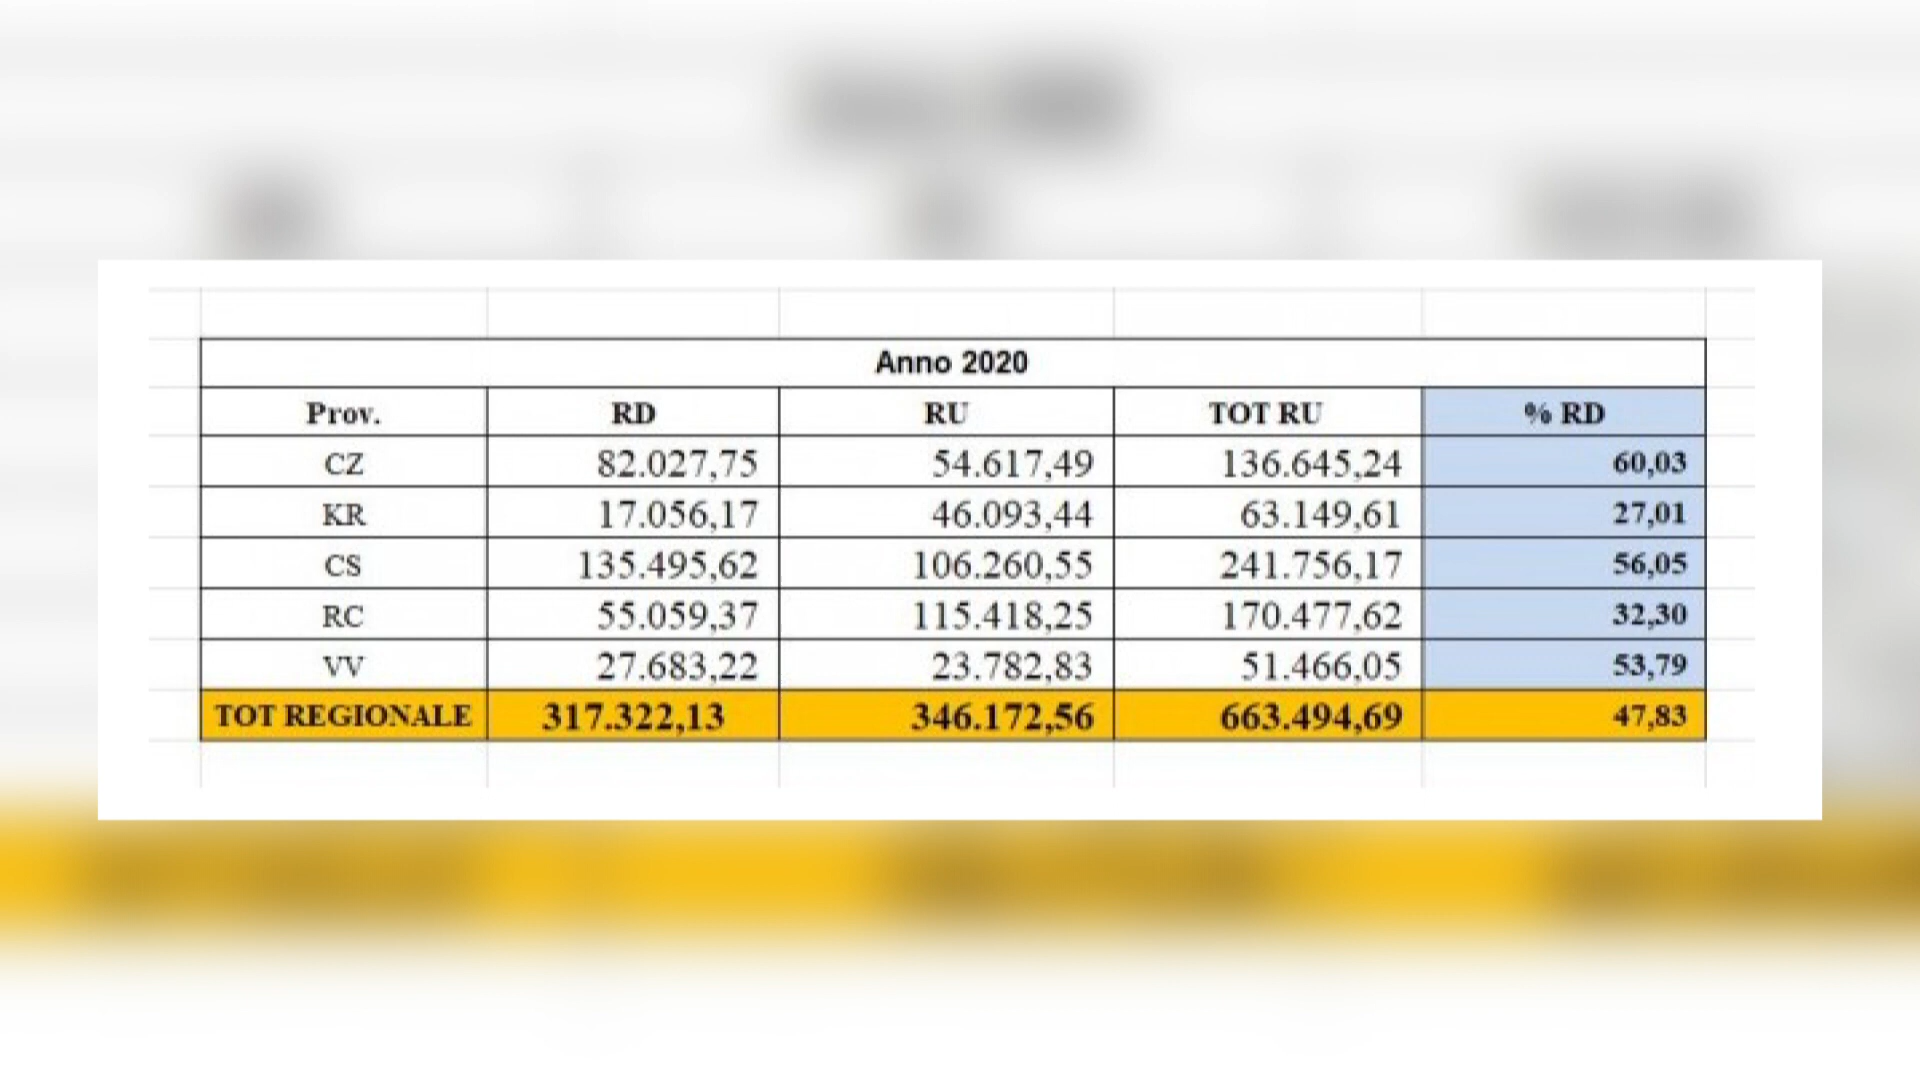 Anno 2020
Prov. RD RU TOT RU % RD
CZ 82.027,75 54.617,49 136.645,24 60,03
KR 17.056,17 46.093,44 63.149,61 27,01
CS 135.495,62 106.260,55 241.756,17 56,05
RC 55.059,37 115.418,25 170.477,62 32,30
VV 27.683,22 23.782,83 51.466,05 53,79
TOT REGIONALE 317.322,13 346.172,56 663.494,69 47,83